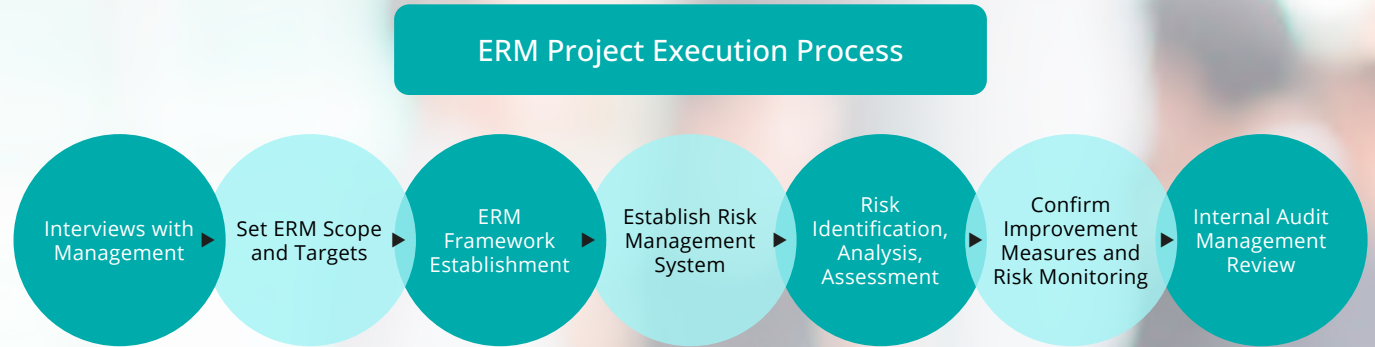 ERM Project Execution Process
Interviews with
Management
Set ERM Scope
and Targets
ERM
Framework
Establishment
Establish Risk
Management
System
Risk
Identification,
Analysis,
Assessment
Confirm
Improvement
Measures and
Risk Monitoring
Internal Audit
Management
Review